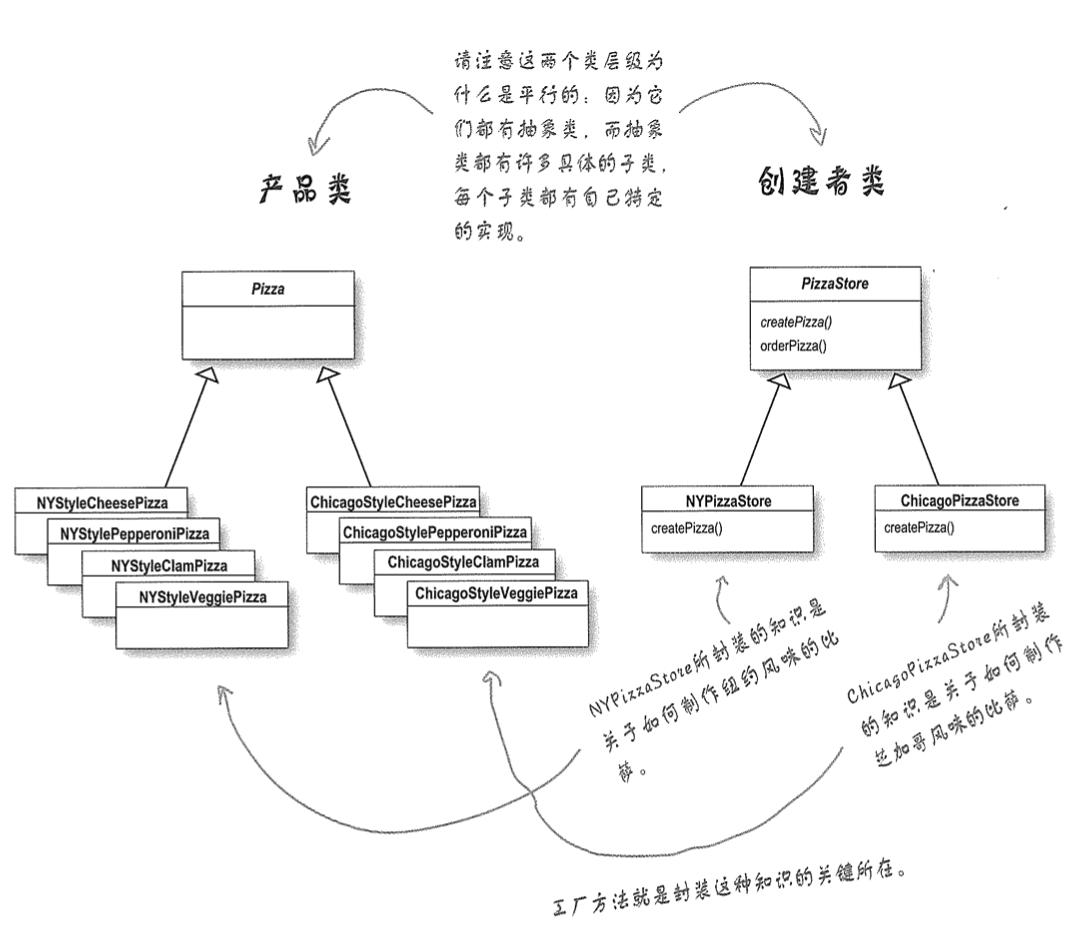 请注意这两个类层级为
什么是平行的：因为它
们都有抽象类，而抽象
类都有许多具体的子类，
每个子类都有自己特定
的实现。
产品类
创建者类
Pizza
PizzaStore
createPizza()
orderPizza()
NYStyleCheesePizza
NYStylePepperoniPizza
NYStyleClamPizza
NYStyleVeggiePizza
ChicagoStyleCheesePizza
ChicagoStylePepperoniPizza
ChicagoStyleClamPizza
ChicagoStyleVeggiePizza
NYPizzaStore
createPizza()
ChicagoPizzaStore
createPizza()
NYPizzaStore所封装的知识是
关于如何制作纽约风味的比
萨。
ChicagoPizzaStore所封装
的知识是关于如何制作
芝加哥风味的比萨。
工厂方法就是封装这种知识的关键所在。